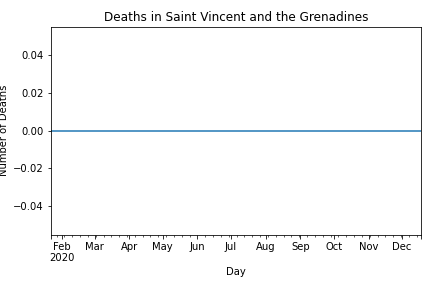 Deaths in Saint Vincent and the Grenadines
0.04
0.02
0.00
−0.02
−0.04
Number of Deaths
Feb Mar Apr May Jun Jul Aug Sep Oct Nov Dec
2020
Day